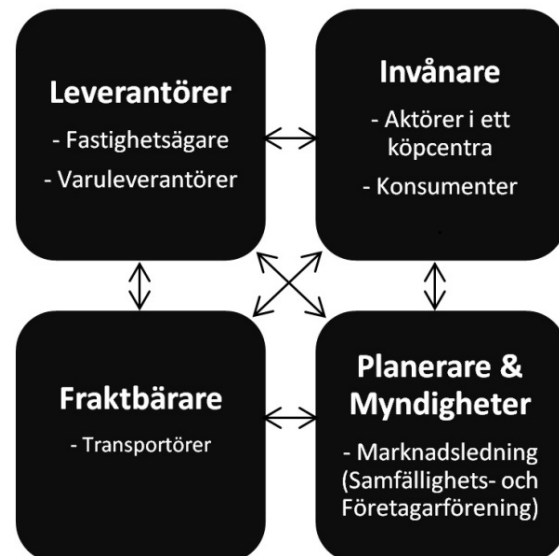 Leverantörer
- Fastighetsägare
- Varuleverantörer
Invånare
- Aktörer i ett
köpcentra
- Konsumenter
Fraktbärare
- Transportörer
Planerare &
Myndigheter
- Marknadsledning
(Samfällighets- och
Företagarförening)